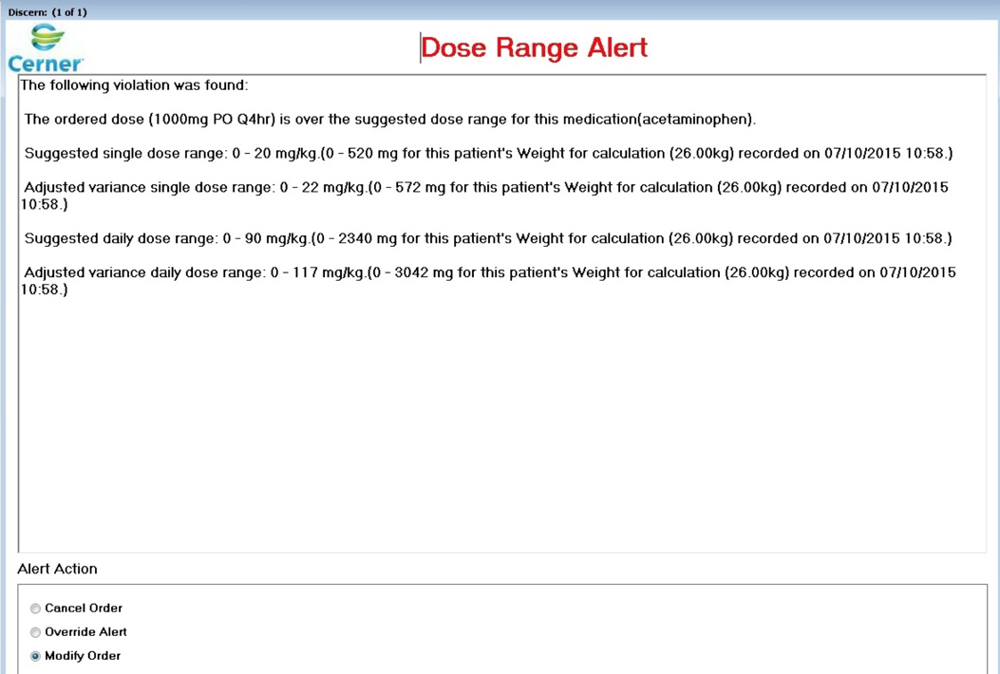 Discern: (1 of 1)
Cerner
Dose Range Alert
The following violation was found:
The ordered dose (1000mg PO Q4hr) is over the suggested dose range for this medication(acetaminophen).
Suggested single dose range: 0 - 20 mg/kg.(0 - 520 mg for this patient's Weight for calculation (26.00kg) recorded on 07/10/2015 10:58.)
Adjusted variance single dose range: 0 - 22 mg/kg.(0 - 572 mg for this patient's Weight for calculation (26.00kg) recorded on 07/10/2015
10:58.)
Suggested daily dose range: 0 - 90 mg/kg.(0 - 2340 mg for this patient's Weight for calculation (26.00kg) recorded on 07/10/2015 10:58.)
Adjusted variance daily dose range: 0 - 117 mg/kg.(0 - 3042 mg for this patient's Weight for calculation (26.00kg) recorded on 07/10/2015
10:58.)
Alert Action
Cancel Order
Override Alert
Modify Order